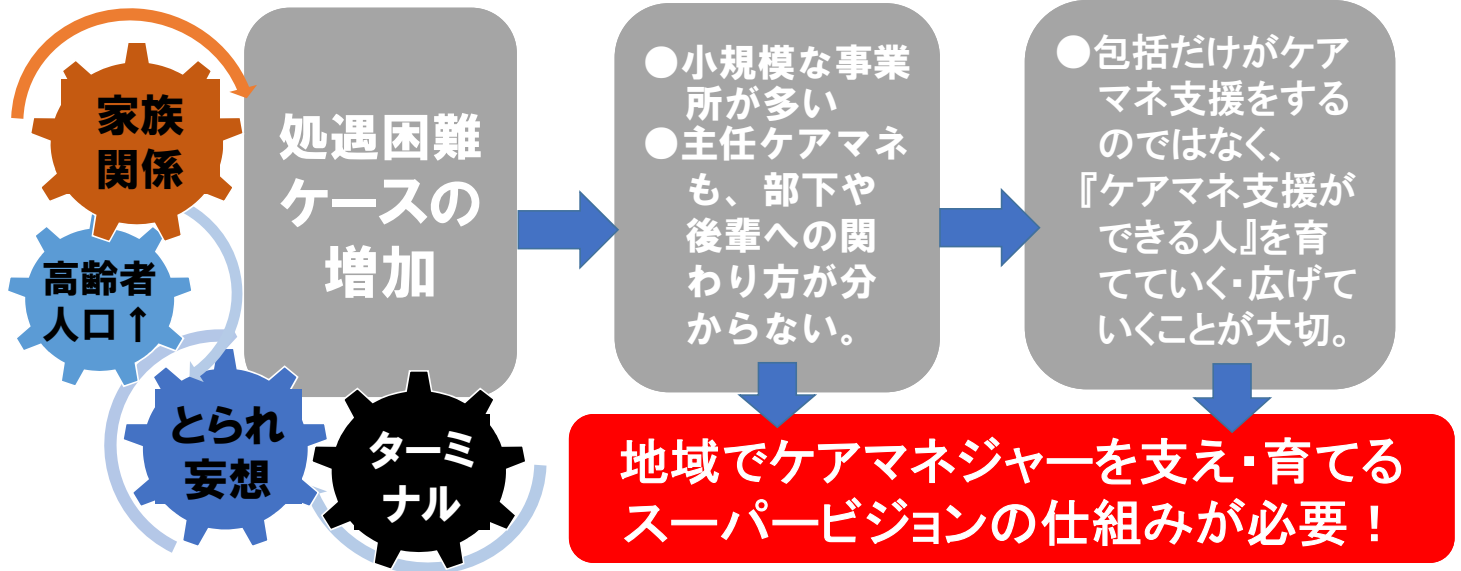 家族
関係
高齢者
人口↑
とられ
妄想
ターミ
ナル
処遇困難
ケースの
増加
●小規模な事業
所が多い
●主任ケアマネ
も、部下や
後輩への関
わり方が分
からない。
●包括だけがケア
マネ支援をする
のではなく、
『ケアマネ支援が
できる人』を育
てていく・広げて
いくことが大切。
地域でケアマネジャーを支え・育てる
スーパービジョンの仕組みが必要！